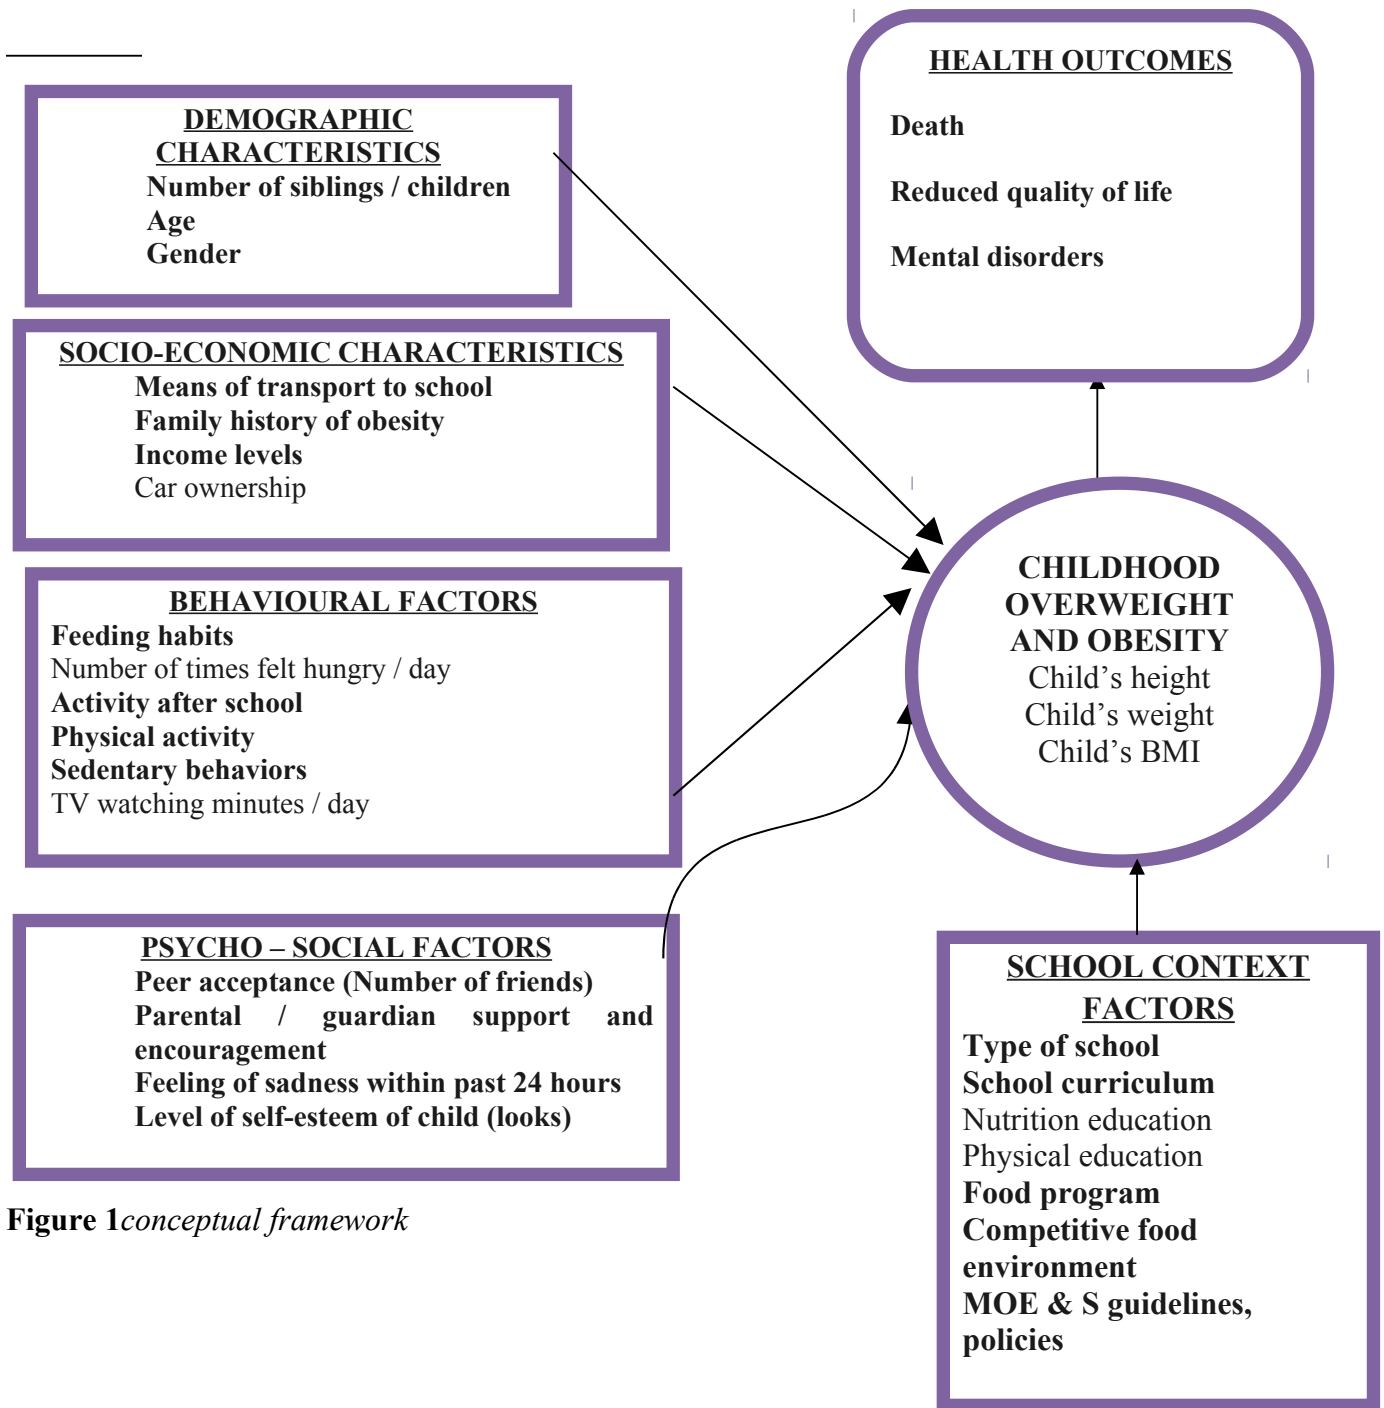 DEMOGRAPHIC
CHARACTERISTICS
Number of siblings / children
Age
Gender
SOCIO-ECONOMIC CHARACTERISTICS
Means of transport to school
Family history of obesity
Income levels
Car ownership
BEHAVIOURAL FACTORS
Feeding habits
Number of times felt hungry / day
Activity after school
Physical activity
Sedentary behaviors
TV watching minutes / day
PSYCHO – SOCIAL FACTORS
Peer acceptance (Number of friends)
Parental / guardian support and
encouragement
Feeling of sadness within past 24 hours
Level of self-esteem of child (looks)
HEALTH OUTCOMES
Death
Reduced quality of life
Mental disorders
CHILDHOOD
OVERWEIGHT
AND OBESITY
Child’s height
Child’s weight
Child’s BMI
SCHOOL CONTEXT
FACTORS
Type of school
School curriculum
Nutrition education
Physical education
Food program
Competitive food
environment
MOE & S guidelines,
policies
Figure 1conceptual framework